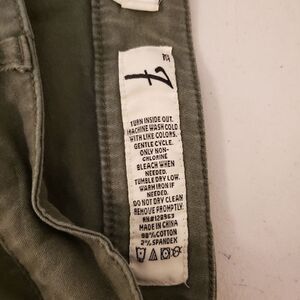 TURN INSIDE OUT.
MACHINE WASH COLD
WITH LIKE COLORS.
GENTLE CYCLE.
ONLY NON-
CHLORINE
BLEACH WHEN
NEEDED.
TUMBLE DRY LOW.
WARM IRON IF
NEEDED.
DO NOT DRY CLEAN
REMOVE PROMPTLY.
MADE IN CHINA
98% COTTON
2% SPANDEX